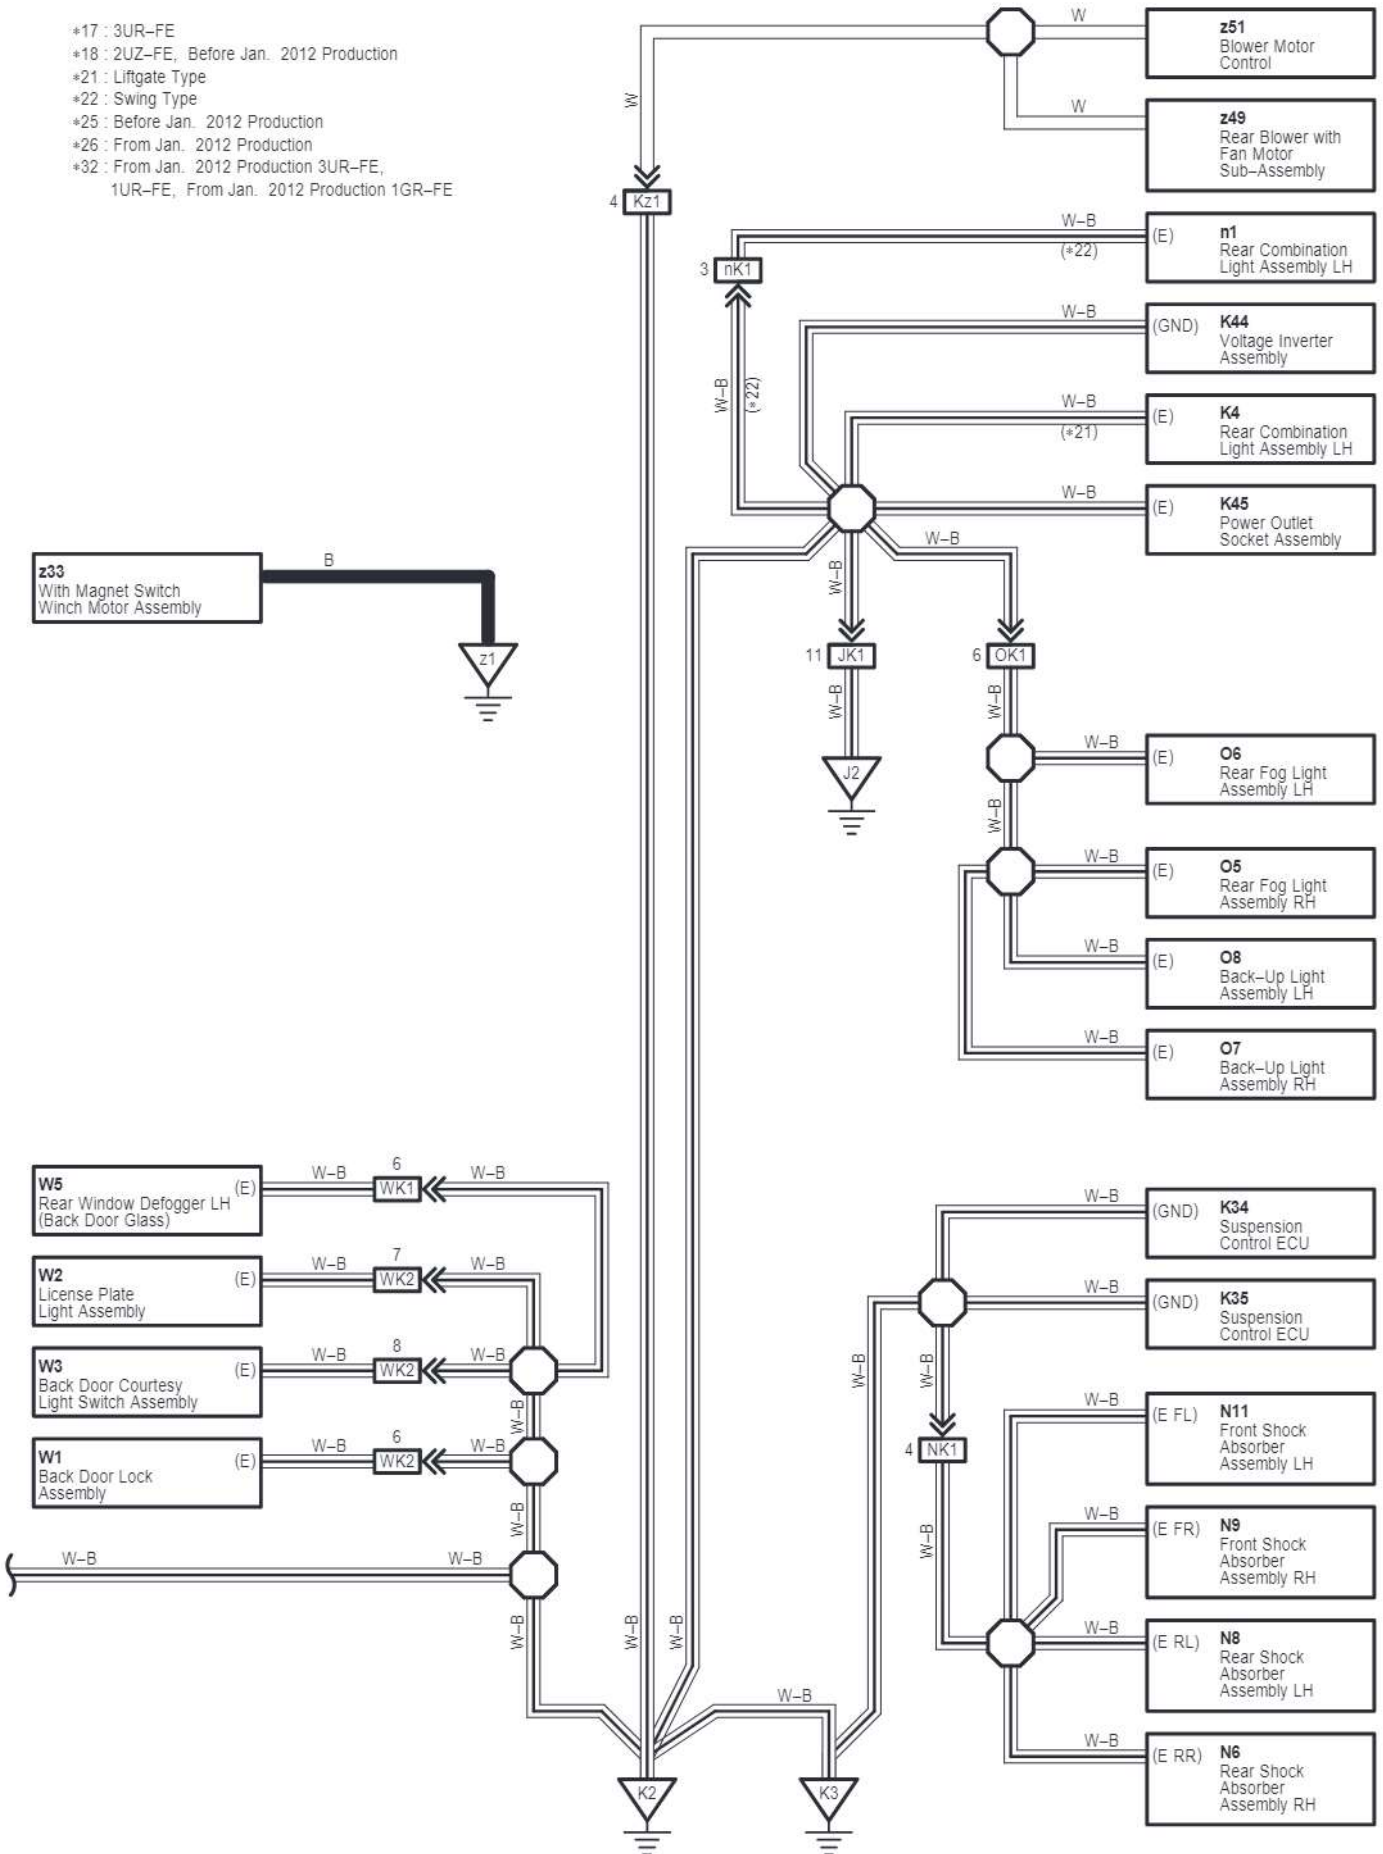 ∗17 : 3UR–FE
∗18 : 2UZ–FE, Before Jan. 2012 Production
∗21 : Liftgate Type
∗22 : Swing Type
∗25 : Before Jan. 2012 Production
∗26 : From Jan. 2012 Production
∗32 : From Jan. 2012 Production 3UR–FE,
1UR–FE, From Jan. 2012 Production 1GR–FE
W
z51
Blower Motor
Control
W
W
z49
Rear Blower with
Fan Motor
Sub–Assembly
4 Kz1
W–B
(∗22)
(E)
n1
Rear Combination
Light Assembly LH
3 nK1
W–B
(GND)
K44
Voltage Inverter
Assembly
W–B
(∗22)
W–B
(∗21)
(E)
K4
Rear Combination
Light Assembly LH
W–B
(E)
K45
Power Outlet
Socket Assembly
W–B
W–B
z33
With Magnet Switch
Winch Motor Assembly
B
z1
11 JK1
6 OK1
W–B
W–B
J2
W–B
(E)
O6
Rear Fog Light
Assembly LH
W–B
W–B
(E)
O5
Rear Fog Light
Assembly RH
W–B
(E)
O8
Back–Up Light
Assembly LH
W–B
(E)
O7
Back–Up Light
Assembly RH
W5
Rear Window Defogger LH
(Back Door Glass)
(E)
W–B
6
WK1
W–B
W2
License Plate
Light Assembly
(E)
W–B
7
WK2
W–B
W3
Back Door Courtesy
Light Switch Assembly
(E)
W–B
8
WK2
W–B
W–B
W1
Back Door Lock
Assembly
(E)
W–B
6
WK2
W–B
W–B
W–B
W–B
W–B
W–B
W–B
W–B
(GND)
K34
Suspension
Control ECU
W–B
(GND)
K35
Suspension
Control ECU
W–B
W–B
4 NK1
W–B
W–B
(E FL)
N11
Front Shock
Absorber
Assembly LH
W–B
(E FR)
N9
Front Shock
Absorber
Assembly RH
W–B
(E RL)
N8
Rear Shock
Absorber
Assembly LH
W–B
(E RR)
N6
Rear Shock
Absorber
Assembly RH
W–B
K2
K3